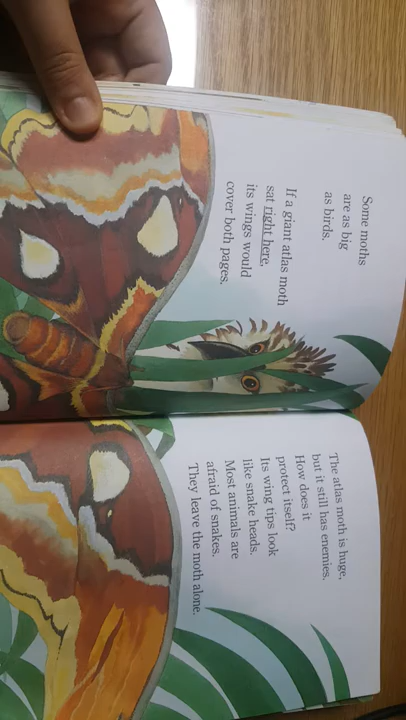 Some moths
are as big
as birds.
If a giant atlas moth
sat right here,
its wings would
cover both pages.
The atlas moth is huge,
but it still has enemies.
How does it
protect itself?
Its wing tips look
like snake heads.
Most animals are
afraid of snakes.
They leave the moth alone.